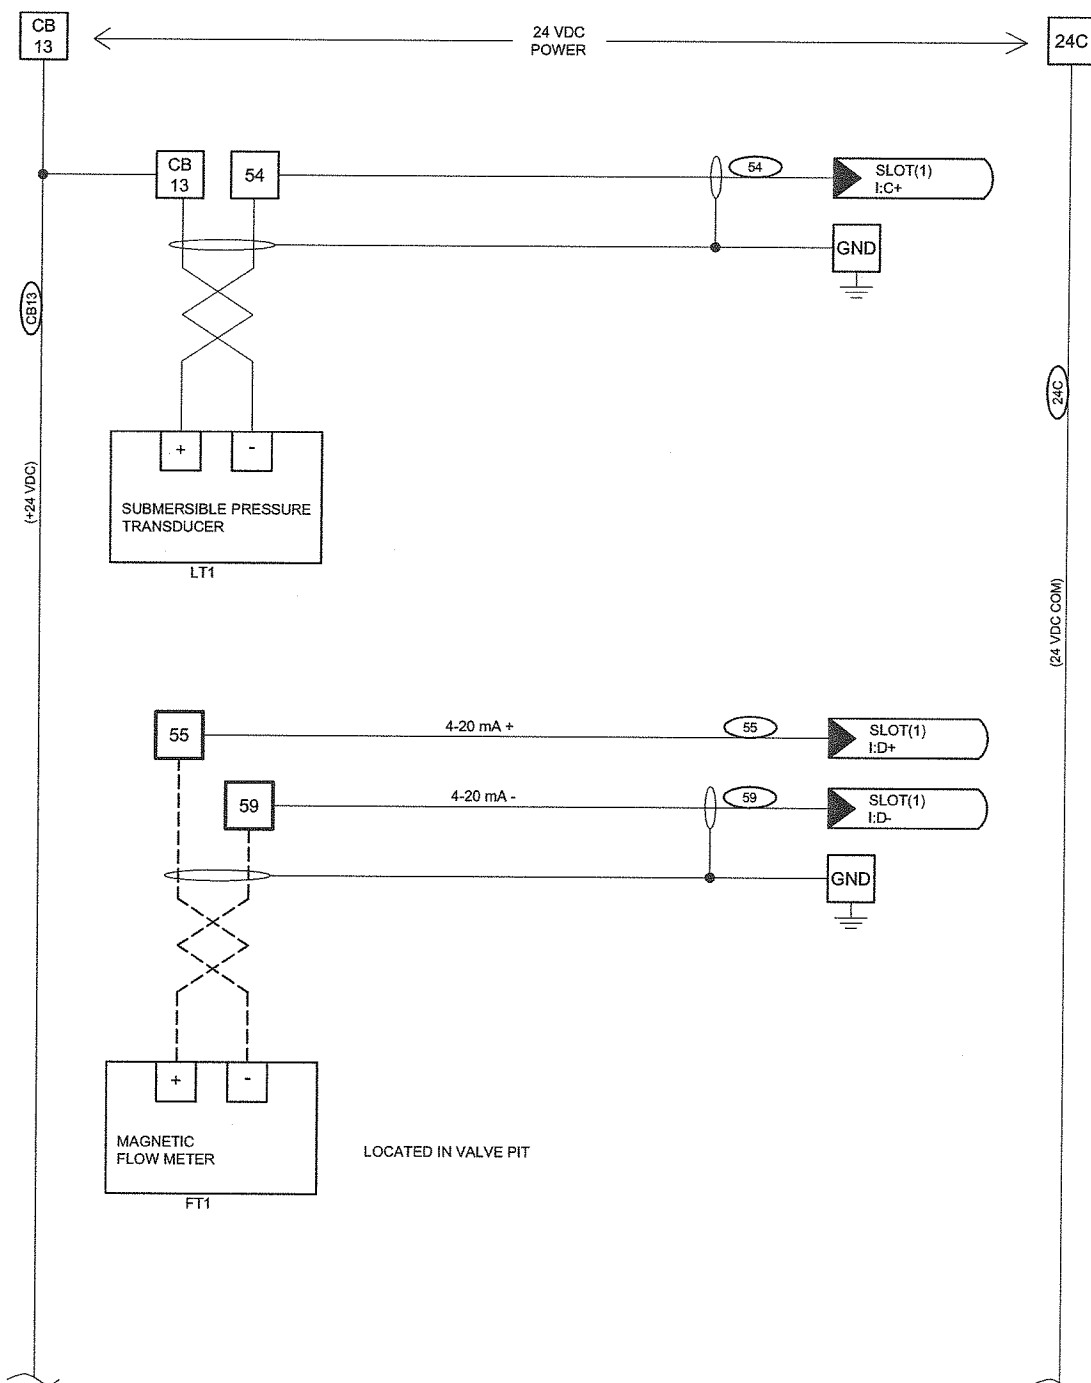 CB
13
24 VDC
POWER
24C
CB
13
54
54
SLOT(1)
I:C+
GND
CB13
24C
(+24 VDC)
+
-
SUBMERSIBLE PRESSURE
TRANSDUCER
LT1
(24 VDC COM)
55
4-20 mA +
55
SLOT(1)
I:D+
59
4-20 mA -
59
SLOT(1)
I:D-
GND
+
-
MAGNETIC
FLOW METER
LOCATED IN VALVE PIT
FT1